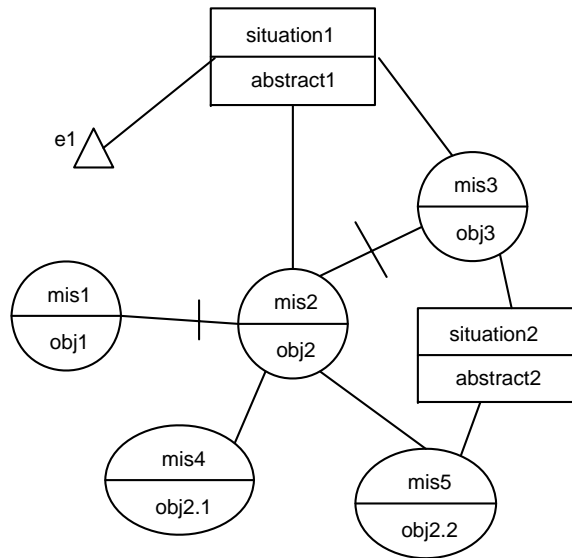 situation1
abstract1
e1
mis3
obj3
mis1
obj1
mis2
obj2
situation2
abstract2
mis4
obj2.1
mis5
obj2.2